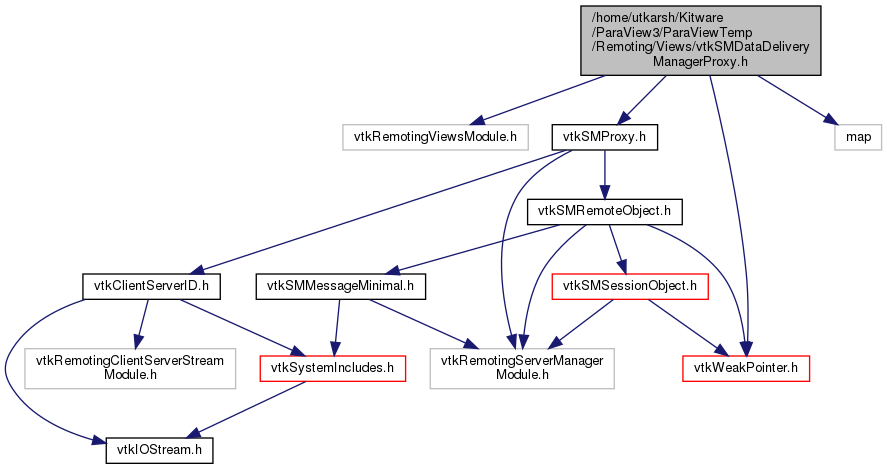 /home/utkarsh/Kitware
/ParaView3/ParaViewTemp
/Remoting/Views/vtkSMDataDelivery
ManagerProxy.h
vtkRemotingViewsModule.h
vtkSMProxy.h
map
vtkSMRemoteObject.h
vtkClientServerID.h
vtkSMMessageMinimal.h
vtkSMSessionObject.h
vtkRemotingClientServerStream
Module.h
vtkSystemIncludes.h
vtkRemotingServerManager
Module.h
vtkWeakPointer.h
vtkIOStream.h